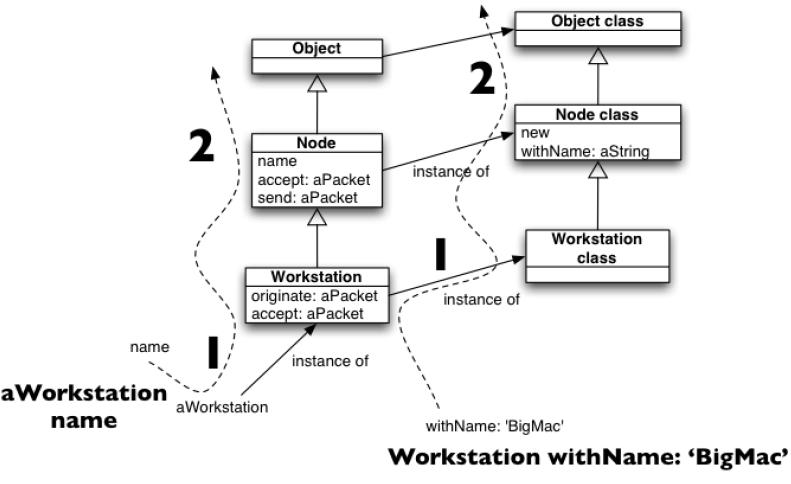 Object class
Object
2
2
Node class
new
withName: aString
Node
name
accept: aPacket
send: aPacket
instance of
Workstation
class
1
Workstation
originate: aPacket
accept: aPacket
instance of
name
1
instance of
aWorkstation
name
aWorkstation
withName: 'BigMac'
Workstation withName: ‘BigMac’